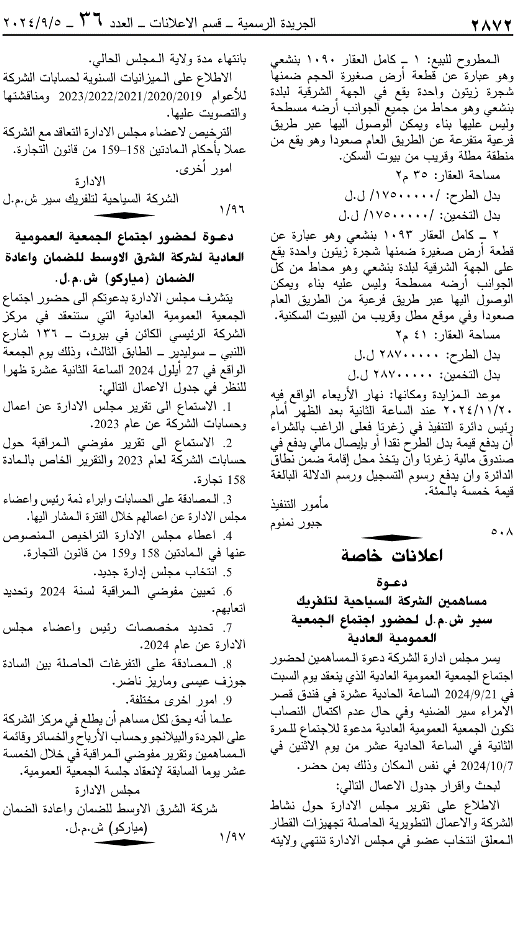 ٢٨٧٢
الجريدة الرسمية ــ قسم الاعلانات ــ العدد ٣٦ ــ ٢٠٢٤/٩/٥
المطروح للبيع: ١ ــ كامل العقار ١٠٩٠ بنشعي
وهو عبارة عن قطعة أرض صغيرة الحجم ضمنها
شجرة زيتون واحدة يقع في الجهة الشرقية لبلدة
بنشعي وهو محاط من جميع الجوانب أرضه مسطحة
وليس عليها بناء ويمكن الوصول اليها عبر طريق
فرعية متفرعة عن الطريق العام صعودا وهو يقع من
منطقة مطلة وقريب من بيوت السكن.
مساحة العقار: ٣٥ م٢
بدل الطرح: /١٧٥٠٠٠٠٠/ ل.ل
بدل التخمين: /١٧٥٠٠٠٠٠/ ل.ل
٢ ــ كامل العقار ١٠٩٣ بنشعي وهو عبارة عن
قطعة أرض صغيرة ضمنها شجرة زيتون واحدة يقع
على الجهة الشرقية لبلدة بنشعي وهو محاط من كل
الجوانب أرضه مسطحة وليس عليه بناء ويمكن
الوصول اليها عبر طريق فرعية من الطريق العام
صعودا وفي موقع مطل وقريب من البيوت السكنية.
مساحة العقار: ٤١ م٢
بدل الطرح: ٢٨٧٠٠٠٠٠ ل.ل
بدل التخمين: ٢٨٧٠٠٠٠٠ ل.ل
موعد المزايدة ومكانها: نهار الأربعاء الواقع فيه
٢٠٢٤/١١/٢٠ عند الساعة الثانية بعد الظهر أمام
رئيس دائرة التنفيذ في زغرتا فعلى الراغب بالشراء
أن يدفع قيمة بدل الطرح نقدا أو بإيصال مالي يدفع في
صندوق مالية زغرتا وان يتخذ محل إقامة ضمن نطاق
الدائرة وان يدفع رسوم التسجيل ورسم الدلالة البالغة
قيمة خمسة بالمئة.
مأمور التنفيذ
جبور نمنوم
٥٠٨
اعلانات خاصة
دعوة
مساهمين الشركة السياحية لتلفريك
سير ش.م.ل لحضور اجتماع الجمعية
العمومية العادية
يسر مجلس ادارة الشركة دعوة المساهمين لحضور
اجتماع الجمعية العمومية العادية الذي ينعقد يوم السبت
في 2024/9/21 الساعة الحادية عشرة في فندق قصر
الامراء سير الضنيه وفي حال عدم اكتمال النصاب
تكون الجمعية العمومية العادية مدعوة للاجتماع للمرة
الثانية في الساعة الحادية عشر من يوم الاثنين في
2024/10/7 في نفس المكان وذلك بمن حضر.
لبحث واقرار جدول الاعمال التالي:
الاطلاع على تقرير مجلس الادارة حول نشاط
الشركة والاعمال التطويرية الحاصلة تجهيزات القطار
المعلق انتخاب عضو في مجلس الادارة تنتهي ولايته
بانتهاء مدة ولاية المجلس الحالي.
الاطلاع على الميزانيات السنوية لحسابات الشركة
للأعوام 2023/2022/2021/2020/2019 ومناقشتها
والتصويت عليها.
الترخيص لاعضاء مجلس الادارة التعاقد مع الشركة
عملا بأحكام المادتين 158–159 من قانون التجارة.
امور أخرى.
الادارة
الشركة السياحية لتلفريك سير ش.م.ل
١/٩٦
دعوة لحضور اجتماع الجمعية العمومية
العادية لشركة الشرق الاوسط للضمان واعادة
الضمان (مياركو) ش.م.ل.
يتشرف مجلس الادارة بدعوتكم الى حضور اجتماع
الجمعية العمومية العادية التي ستنعقد في مركز
الشركة الرئيسي الكائن في بيروت ــ ١٣٦ شارع
اللنبي ــ سوليدير ــ الطابق الثالث، وذلك يوم الجمعة
الواقع في 27 أيلول 2024 الساعة الثانية عشرة ظهرا
للنظر في جدول الاعمال التالي:
1. الاستماع الى تقرير مجلس الادارة عن اعمال
وحسابات الشركة عن عام 2023.
2. الاستماع الى تقرير مفوضي المراقبة حول
حسابات الشركة لعام 2023 والتقرير الخاص بالمادة
158 تجارة.
3. المصادقة على الحسابات وابراء ذمة رئيس واعضاء
مجلس الادارة عن اعمالهم خلال الفترة المشار اليها.
4. اعطاء مجلس الادارة التراخيص المنصوص
عنها في المادتين 158 و159 من قانون التجارة.
5. انتخاب مجلس إدارة جديد.
6. تعيين مفوضي المراقبة لسنة 2024 وتحديد
اتعابهم.
7. تحديد مخصصات رئيس واعضاء مجلس
الادارة عن عام 2024.
8. المصادقة على التفرغات الحاصلة بين السادة
جوزف عيسى وماريز ناضر.
9. امور اخرى مختلفة.
علما أنه يحق لكل مساهم أن يطلع في مركز الشركة
على الجردة والبيلانجو وحساب الأرباح والخسائر وقائمة
المساهمين وتقرير مفوضي المراقبة في خلال الخمسة
عشر يوما السابقة لإنعقاد جلسة الجمعية العمومية.
مجلس الادارة
شركة الشرق الاوسط للضمان واعادة الضمان
(مياركو) ش.م.ل.
١/٩٧